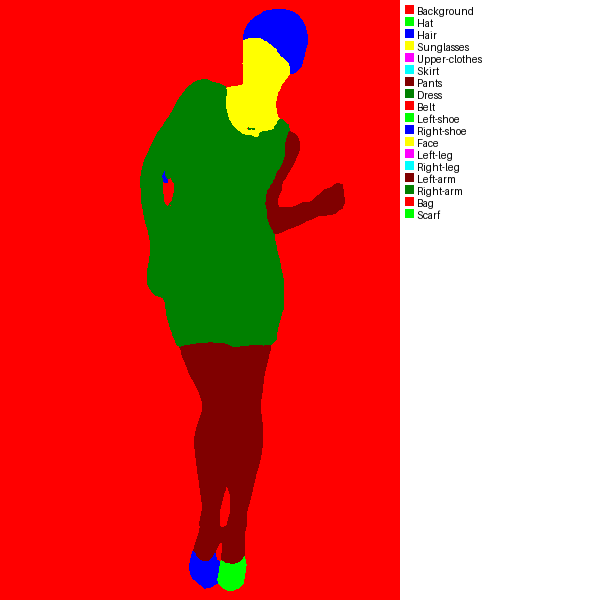 Background
Hat
Hair
Sunglasses
Upper-clothes
Skirt
Pants
Dress
Belt
Left-shoe
Right-shoe
Face
Left-leg
Right-leg
Left-arm
Right-arm
Bag
Scarf